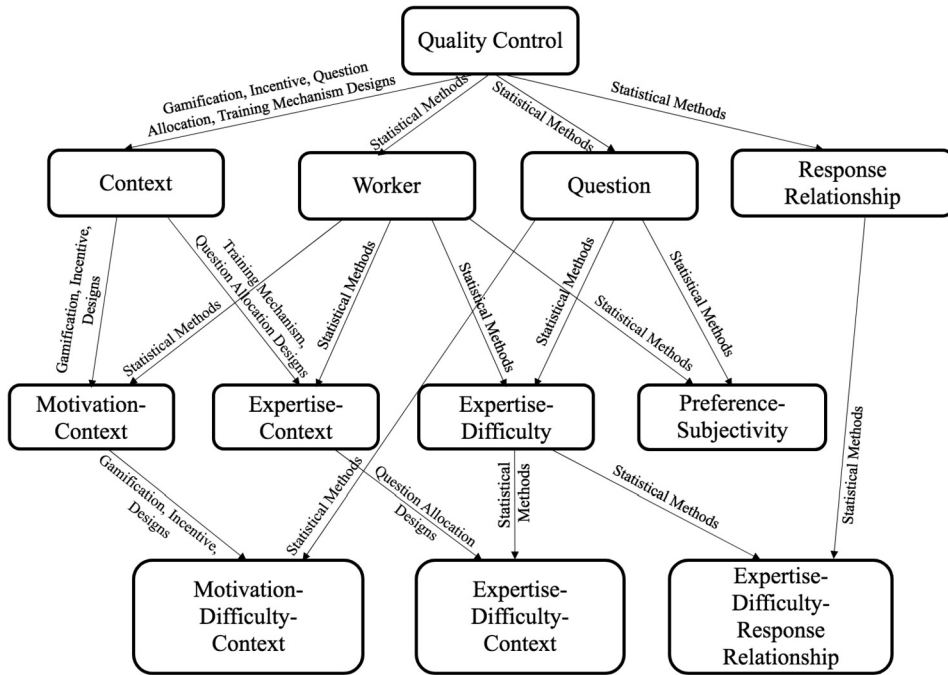 Quality Control
Gamification, Incentive, Question
Allocation, Training Mechanism Designs
Statistical Methods
Statistical Methods
Statistical Methods
Context
Worker
Question
Response
Relationship
Gamification, Incentive,
Designs
Training Mechanism,
Question Allocation Designs
Statistical Methods
Statistical Methods
Statistical Methods
Statistical Methods
Statistical Methods
Statistical Methods
Motivation-
Context
Expertise-
Context
Expertise-
Difficulty
Preference-
Subjectivity
Gamification, Incentive,
Designs
Statistical Methods
Question Allocation
Designs
Statistical
Methods
Statistical Methods
Statistical Methods
Motivation-
Difficulty-
Context
Expertise-
Difficulty-
Context
Expertise-
Difficulty-
Response
Relationship